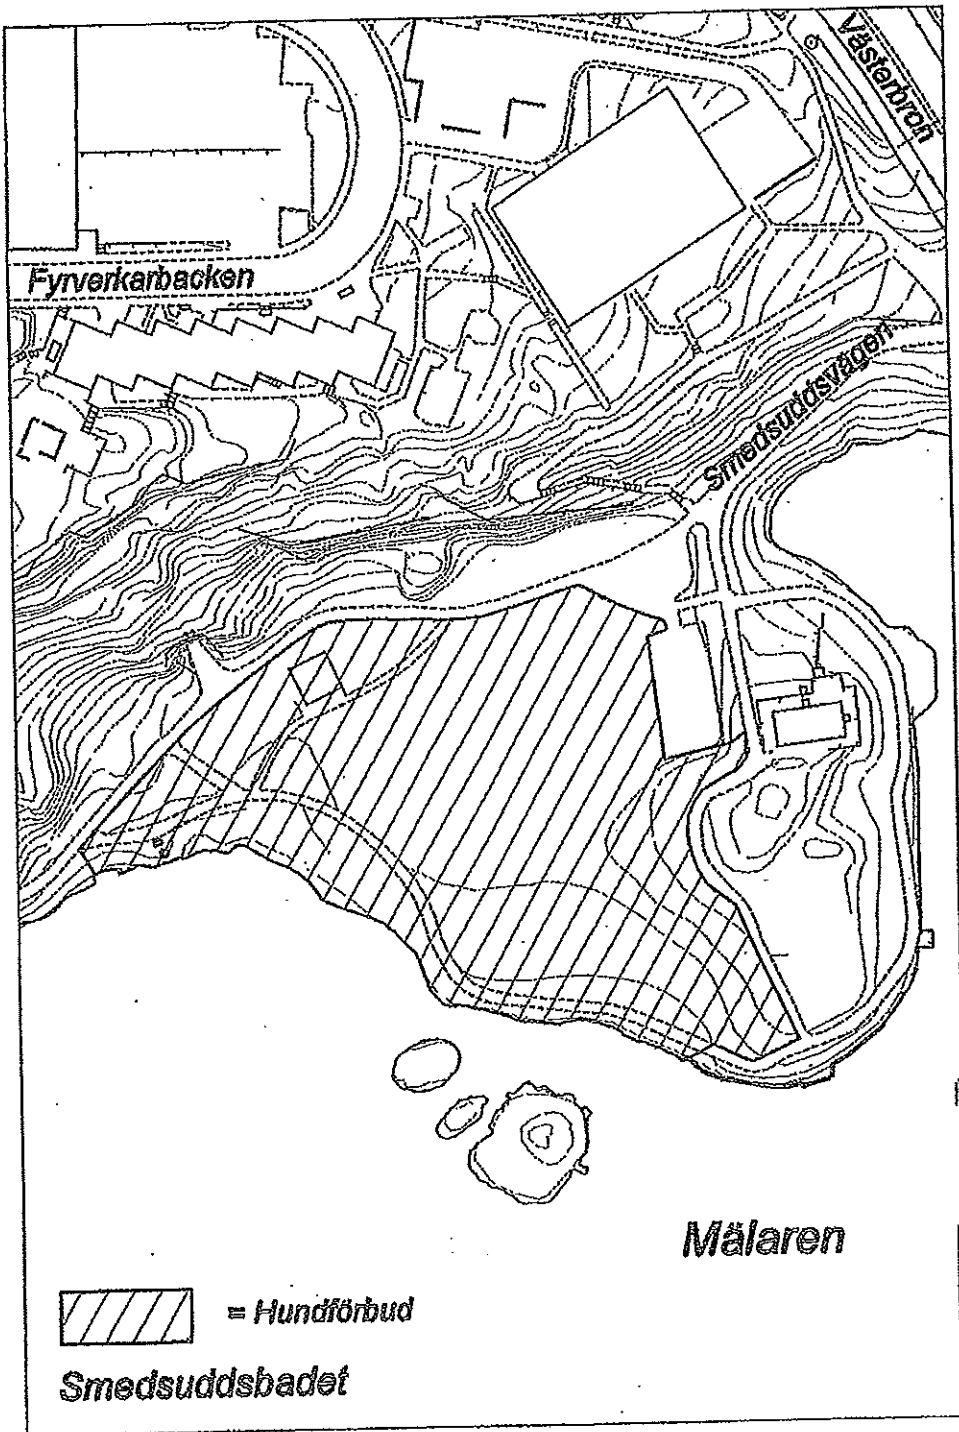 Västerbron
Fyrverkarbacken
Smedsuddsvägen
Mälaren
= Hundförbud
Smedsuddsbadet